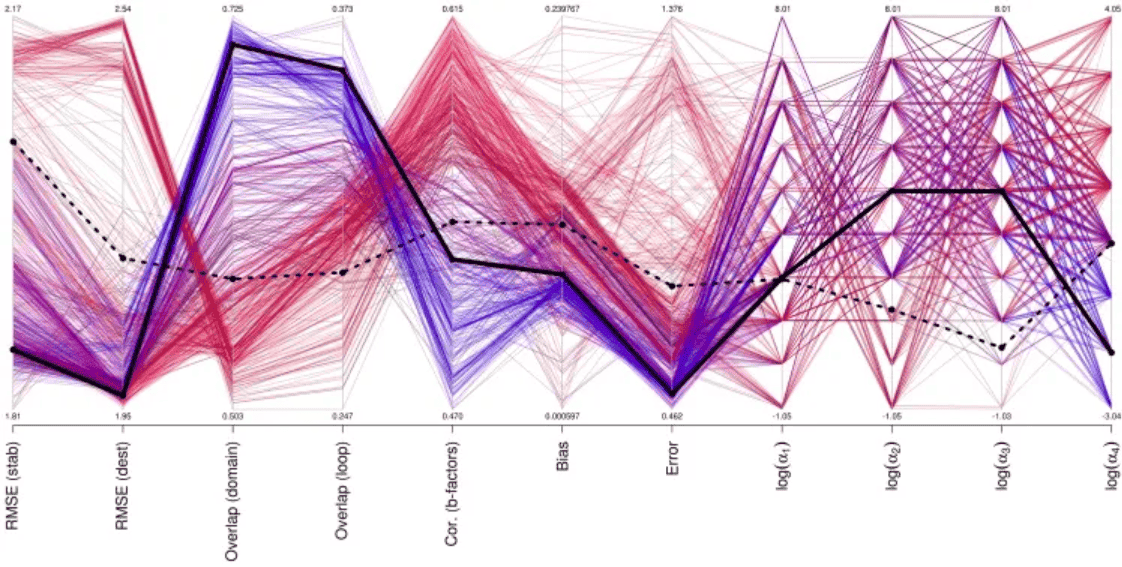 2.17 2.54 0.725 0.373 0.615 0.239767 1.376 8.01 8.01 8.01 4.05
1.81 1.95 0.503 0.247 0.470 0.000597 0.462 -1.05 -1.05 -1.03 -3.04
RMSE (stab)
RMSE (dest)
Overlap (domain)
Overlap (loop)
Cor. (b-factors)
Bias
Error
log(α₁)
log(α₂)
log(α₃)
log(α₄)